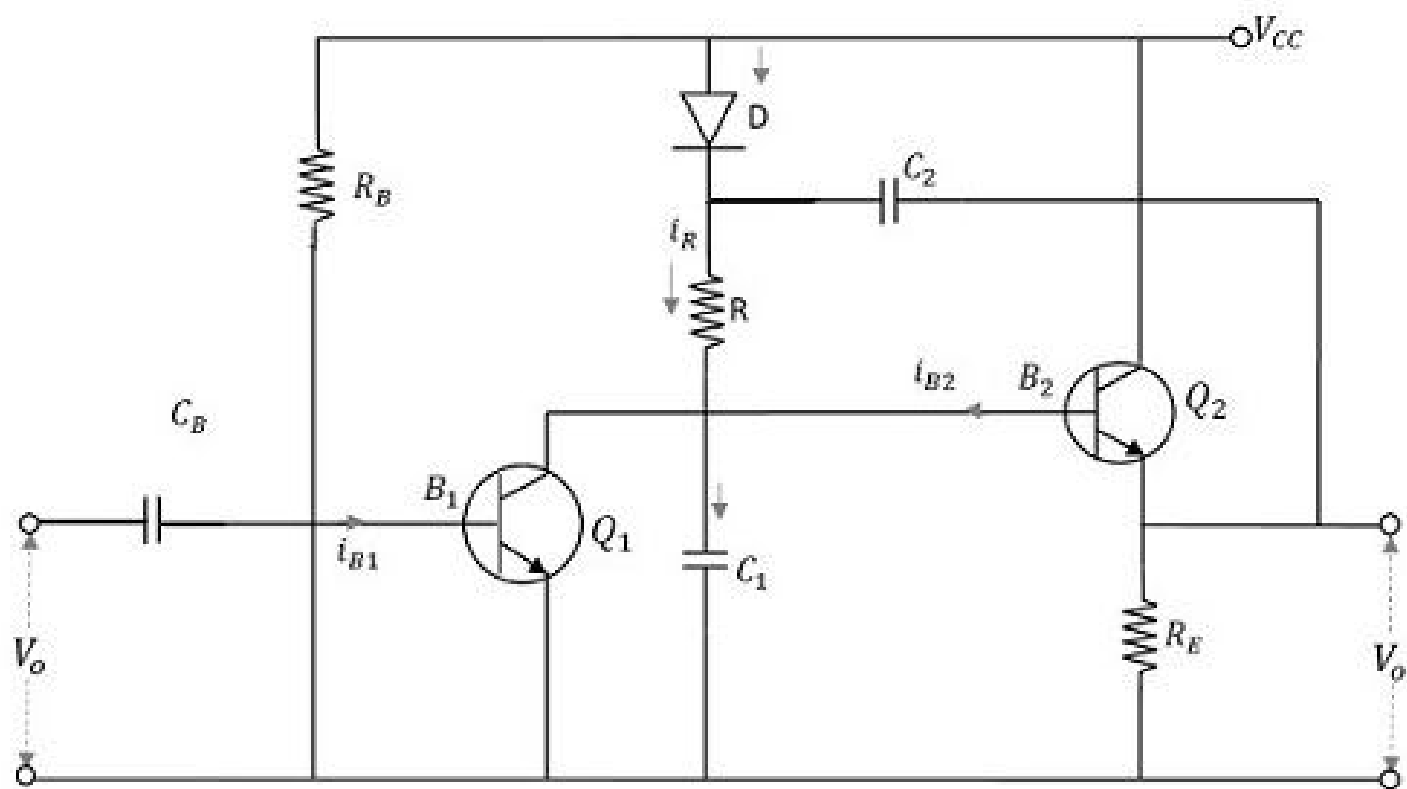 V_CC
D
R_B
C_2
i_R
R
i_B2
B_2
Q_2
C_B
B_1
Q_1
i_B1
C_1
R_E
V_o
V_o